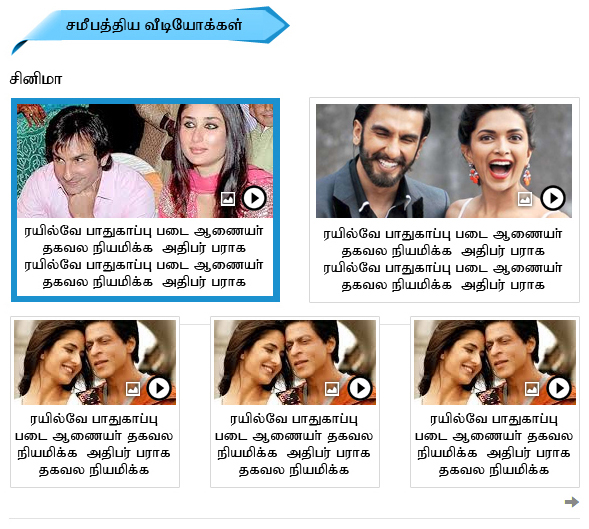 சமீபத்திய வீடியோக்கள்
சினிமா
ரயில்வே பாதுகாப்பு படை ஆணையர்
தகவல நியமிக்க அதிபர் பராக
ரயில்வே பாதுகாப்பு படை ஆணையர்
தகவல நியமிக்க அதிபர் பராக
ரயில்வே பாதுகாப்பு படை ஆணையர்
தகவல நியமிக்க அதிபர் பராக
ரயில்வே பாதுகாப்பு படை ஆணையர்
தகவல நியமிக்க அதிபர் பராக
ரயில்வே பாதுகாப்பு
படை ஆணையர் தகவல
நியமிக்க அதிபர் பராக
தகவல நியமிக்க
ரயில்வே பாதுகாப்பு
படை ஆணையர் தகவல
நியமிக்க அதிபர் பராக
தகவல நியமிக்க
ரயில்வே பாதுகாப்பு
படை ஆணையர் தகவல
நியமிக்க அதிபர் பராக
தகவல நியமிக்க